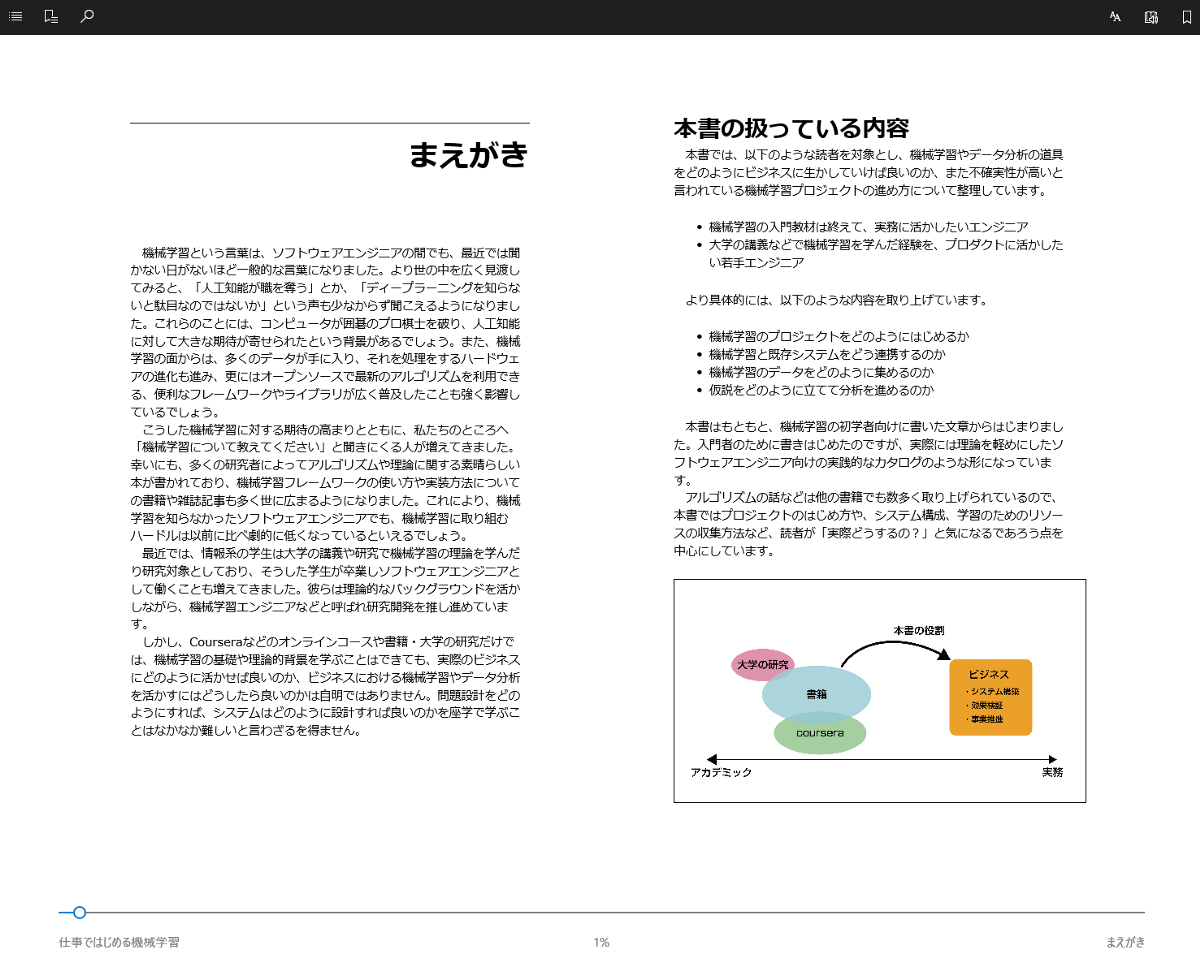 まえがき
機械学習という言葉は、ソフトウェアエンジニアの間でも、最近では聞
かない日がないほど一般的な言葉になりました。より世の中を広く見渡し
てみると、「人工知能が職を奪う」とか、「ディープラーニングを知らな
いと駄目なのではないか」という声も少なからず聞こえるようになりまし
た。これらのことには、コンピュータが囲碁のプロ棋士を破り、人工知能
に対して大きな期待が寄せられたという背景があるでしょう。また、機械
学習の面からは、多くのデータが手に入り、それを処理をするハードウェ
アの進化も進み、更にはオープンソースで最新のアルゴリズムを利用でき
る、便利なフレームワークやライブラリが広く普及したことも強く影響し
ているでしょう。
こうした機械学習に対する期待の高まりとともに、私たちのところへ
「機械学習について教えてください」と聞きにくる人が増えてきました。
幸いにも、多くの研究者によってアルゴリズムや理論に関する素晴らしい
本が書かれており、機械学習フレームワークの使い方や実装方法について
の書籍や雑誌記事も多く世に広まるようになりました。これにより、機械
学習を知らなかったソフトウェアエンジニアでも、機械学習に取り組む
ハードルは以前に比べ劇的に低くなっているといえるでしょう。
最近では、情報系の学生は大学の講義や研究で機械学習の理論を学んだ
り研究対象としており、そうした学生が卒業しソフトウェアエンジニアと
して働くことも増えてきました。彼らは理論的なバックグラウンドを活か
しながら、機械学習エンジニアなどと呼ばれ研究開発を推し進めていま
す。
しかし、Courseraなどのオンラインコースや書籍・大学の研究だけで
は、機械学習の基礎や理論的背景を学ぶことはできても、実際のビジネス
にどのように活かせば良いのか、ビジネスにおける機械学習やデータ分析
を活かすにはどうしたら良いのかは自明ではありません。問題設計をどの
ようにすれば、システムはどのように設計すれば良いのかを座学で学ぶこ
とはなかなか難しいと言わざるを得ません。
本書の扱っている内容
本書では、以下のような読者を対象とし、機械学習やデータ分析の道具
をどのようにビジネスに生かしていけば良いのか、また不確実性が高いと
言われている機械学習プロジェクトの進め方について整理しています。
• 機械学習の入門教材は終えて、実務に活かしたいエンジニア
• 大学の講義などで機械学習を学んだ経験を、プロダクトに活かした
い若手エンジニア
より具体的には、以下のような内容を取り上げています。
• 機械学習のプロジェクトをどのようにはじめるか
• 機械学習と既存システムをどう連携するのか
• 機械学習のデータをどのように集めるのか
• 仮説をどのように立てて分析を進めるのか
本書はもともと、機械学習の初学者向けに書いた文章からはじまりまし
た。入門者のために書きはじめたのですが、実際には理論を軽めにしたソ
フトウェアエンジニア向けの実践的なカタログのような形になっていま
す。
アルゴリズムの話などは他の書籍でも数多く取り上げられているので、
本書ではプロジェクトのはじめ方や、システム構成、学習のためのリソー
スの収集方法など、読者が「実際どうするの？」と気になるであろう点を
中心にしています。
本書の役割
大学の研究
書籍
coursera
ビジネス
・システム構築
・効果検証
・事業推進
アカデミック
実務
仕事ではじめる機械学習
1%
まえがき